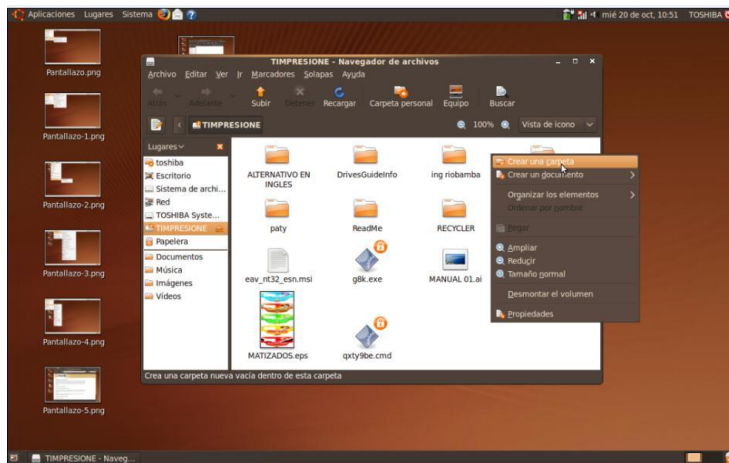 Aplicaciones Lugares Sistema
mié 20 de oct, 10:51 TOSHIBA
Pantallazo.png
Pantallazo-1.png
Pantallazo-2.png
Pantallazo-3.png
Pantallazo-4.png
Pantallazo-5.png
TIMPRESIONE - Navegador de archivos
Archivo Editar Ver Ir Marcadores Solapas Ayuda
Atrás Adelante Subir Detener Recargar Carpeta personal Equipo Buscar
TIMPRESIONE
100% Vista de icono
Lugares
toshiba
Escritorio
Sistema de archi...
Red
TOSHIBA Syste...
TIMPRESIONE
Papelera
Documentos
Música
Imágenes
Vídeos
ALTERNATIVO EN INGLES
DrivesGuideInfo
ing riobamba
paty
ReadMe
RECYCLER
eav_nt32_esn.msi
g8k.exe
MANUAL 01.ai
MATIZADOS.eps
qxty9be.cmd
Crear una carpeta
Crear un documento
Organizar los elementos
Ordenar por nombre
Pegar
Ampliar
Reducir
Tamaño normal
Desmontar el volumen
Propiedades
Crea una carpeta nueva vacía dentro de esta carpeta
TIMPRESIONE - Naveg...